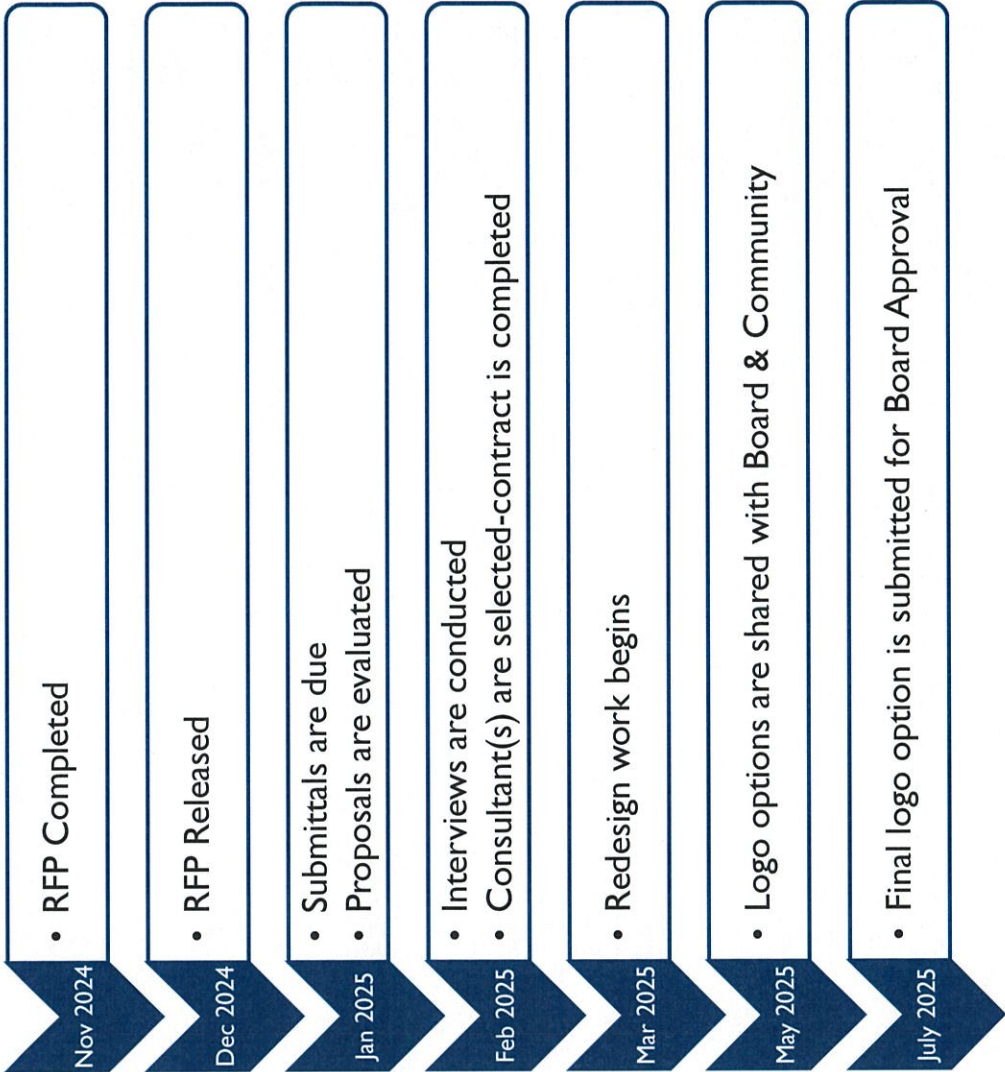 Nov 2024
• RFP Completed
Dec 2024
• RFP Released
Jan 2025
• Submittals are due
• Proposals are evaluated
Feb 2025
• Interviews are conducted
• Consultant(s) are selected-contract is completed
Mar 2025
• Redesign work begins
May 2025
• Logo options are shared with Board & Community
July 2025
• Final logo option is submitted for Board Approval